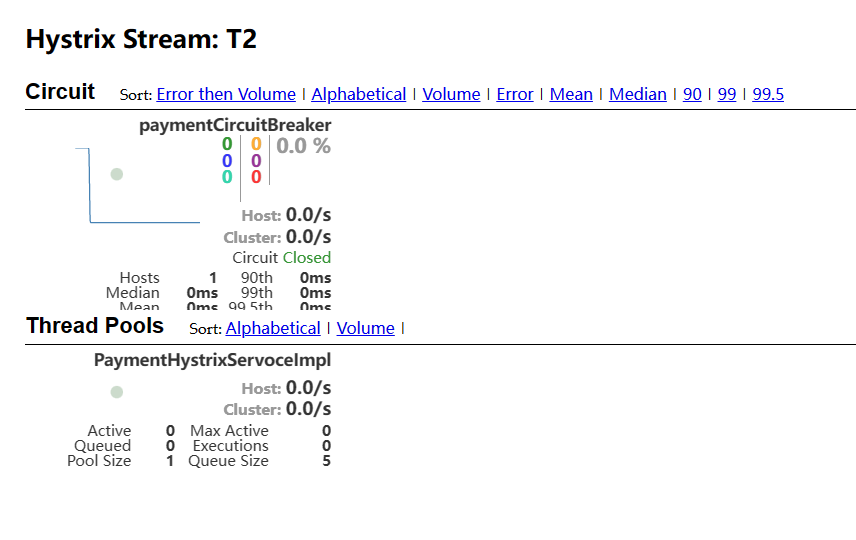 Hystrix Stream: T2
Circuit Sort: Error then Volume | Alphabetical | Volume | Error | Mean | Median | 90 | 99 | 99.5
paymentCircuitBreaker
0 0 0.0 %
0 0
0 0
Host: 0.0/s
Cluster: 0.0/s
Circuit Closed
Hosts 1 90th 0ms
Median 0ms 99th 0ms
Mean 0ms 99.5th 0ms
Thread Pools Sort: Alphabetical | Volume |
PaymentHystrixServoceImpl
Host: 0.0/s
Cluster: 0.0/s
Active 0 Max Active 0
Queued 0 Executions 0
Pool Size 1 Queue Size 5